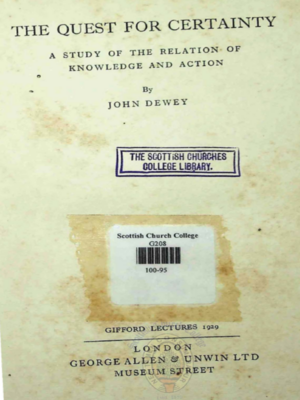 THE QUEST FOR CERTAINTY
A STUDY OF THE RELATION OF
KNOWLEDGE AND ACTION
By
JOHN DEWEY
THE SCOTTISH CHURCHES
COLLEGE LIBRARY.
Scottish Church College
G208
100-95
GIFFORD LECTURES 1929
LONDON
GEORGE ALLEN & UNWIN LTD
MUSEUM STREET